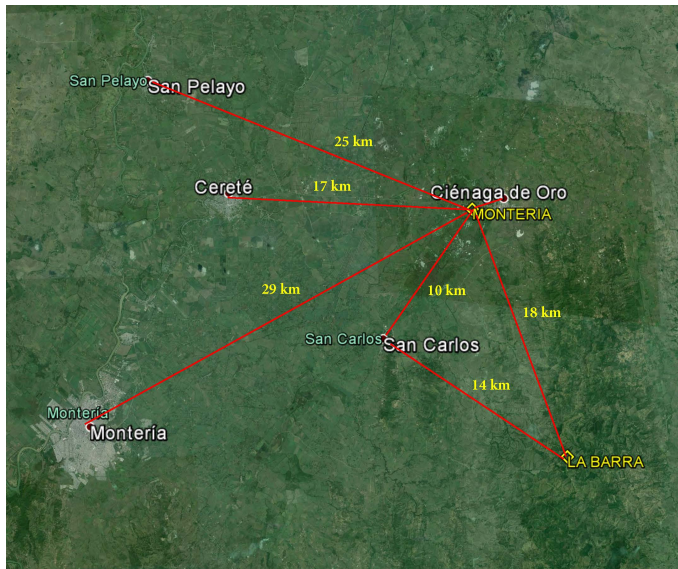 San Pelayo
San Pelayo
25 km
Cereté
17 km
Ciénaga de Oro
MONTERIA
29 km
10 km
18 km
San Carlos
San Carlos
14 km
Montería
Montería
LA BARRA